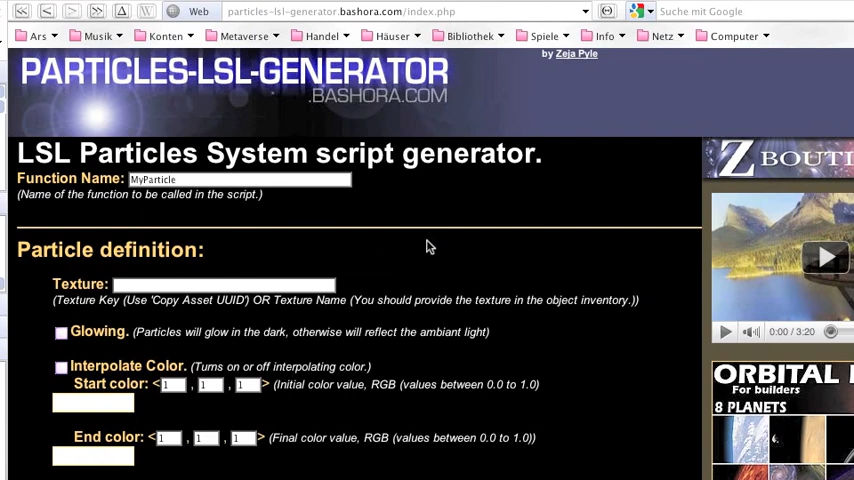 Web particles-lsl-generator.bashora.com/index.php Suche mit Google
Ars Musik Konten Metaverse Handel Häuser Bibliothek Spiele Info Netz Computer
by Zeja Pyle
PARTICLES-LSL-GENERATOR
.BASHORA.COM
LSL Particles System script generator.
Function Name: MyParticle
(Name of the function to be called in the script.)
Z BOUTI
Particle definition:
Texture:
(Texture Key (Use 'Copy Asset UUID') OR Texture Name (You should provide the texture in the object inventory.))
Glowing. (Particles will glow in the dark, otherwise will reflect the ambiant light)
0:00 / 3:20
Interpolate Color. (Turns on or off interpolating color.)
Start color: <1 , 1 , 1 > (Initial color value, RGB (values between 0.0 to 1.0)
End color: <1 , 1 , 1 > (Final color value, RGB (values between 0.0 to 1.0))
ORBITAL
For builders
8 PLANETS